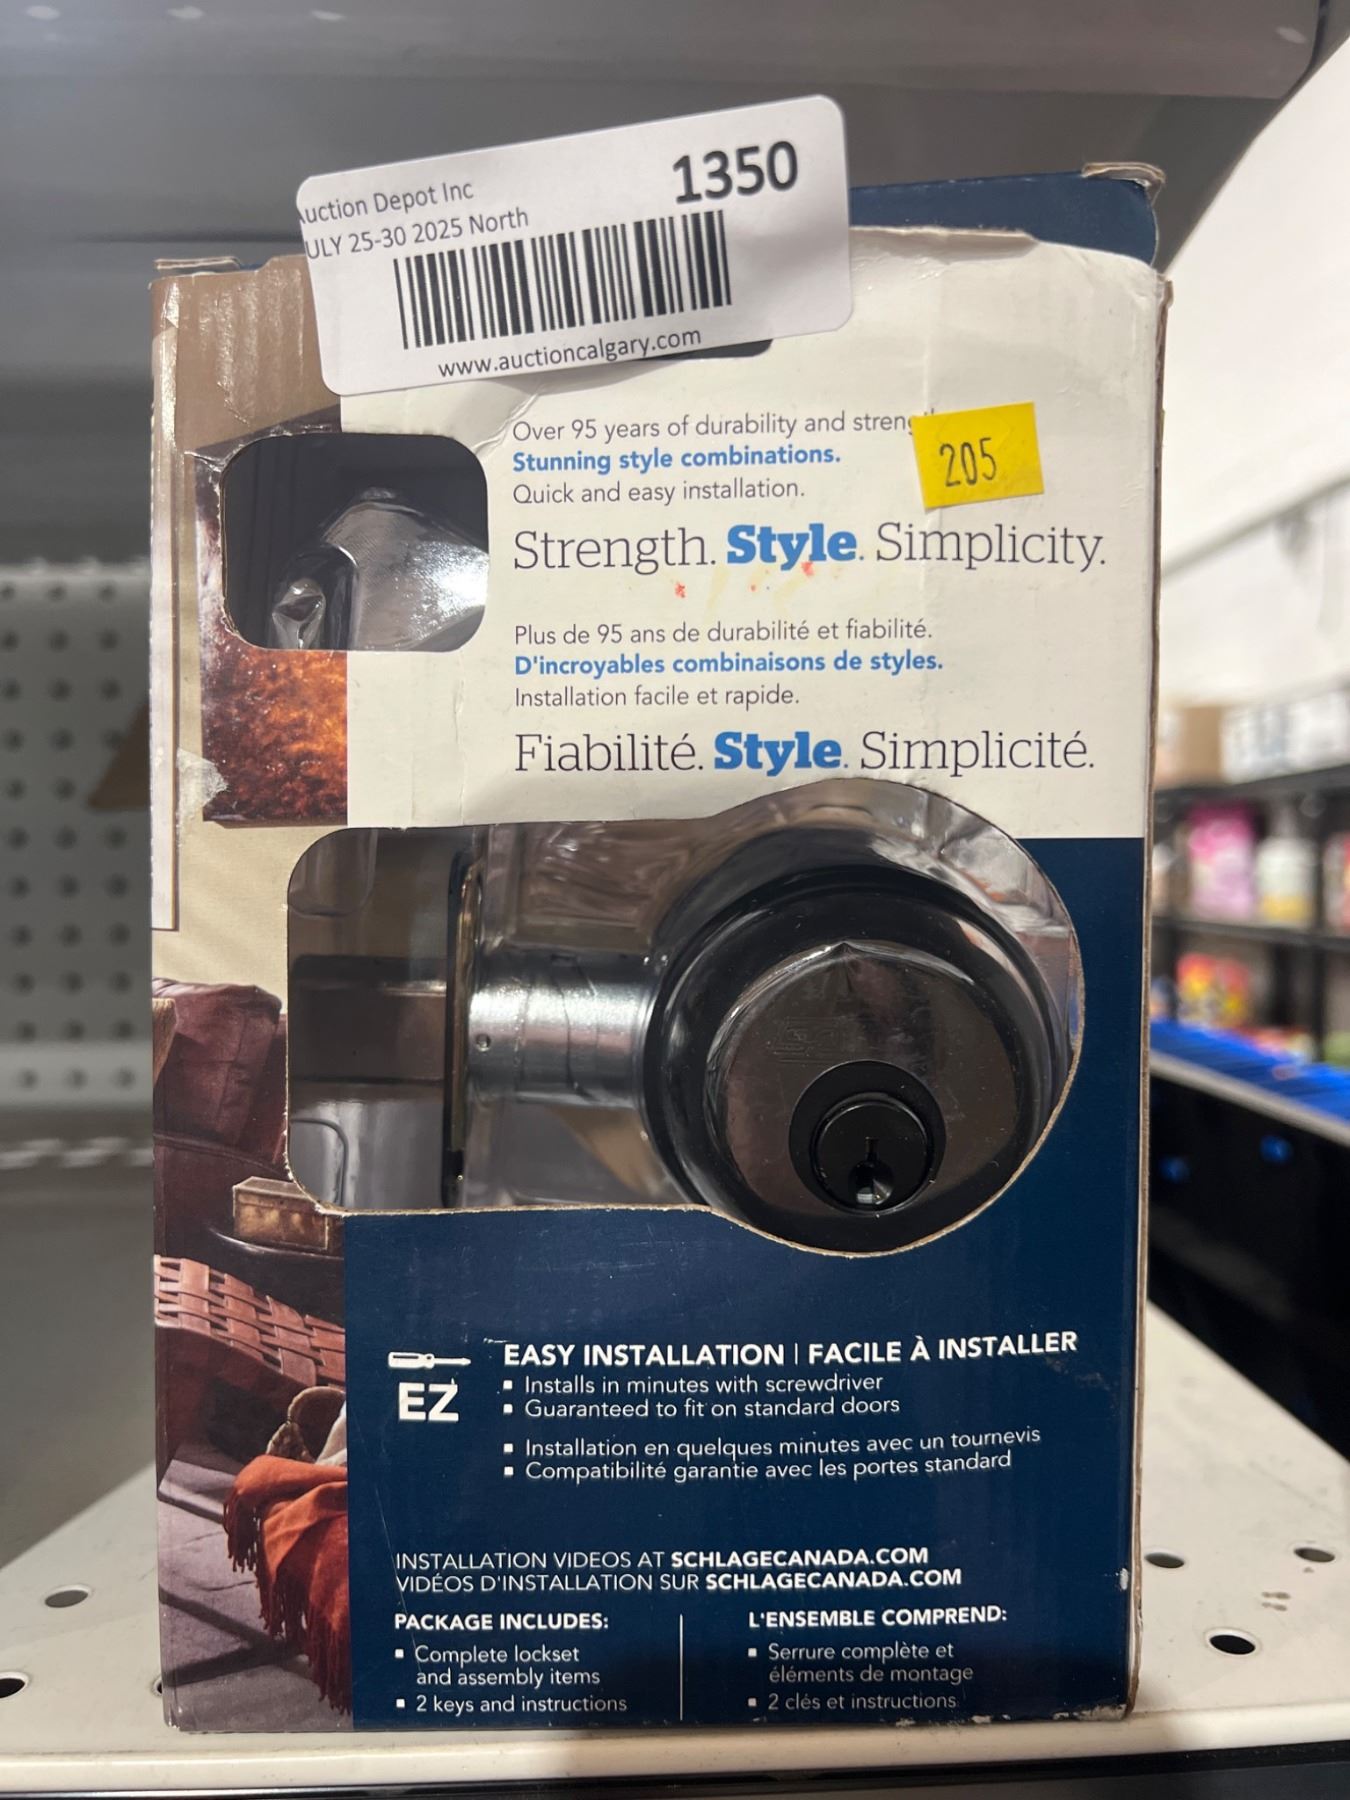 uction Depot Inc
1350
ULY 25-30 2025 North
www.auctioncalgary.com
Over 95 years of durability and
205
Stunning style combinations.
Quick and easy installation.
Strength. Style. Simplicity.
Plus de 95 ans de durabilité et fiabilité.
D'incroyables combinaisons de styles.
Installation facile et rapide.
Fiabilité. Style. Simplicité.
EZ
EASY INSTALLATION | FACILE À INSTALLER
▪ Installs in minutes with screwdriver
▪ Guaranteed to fit on standard doors
▪ Installation en quelques minutes avec un tournevis
▪ Compatibilité garantie avec les portes standard
INSTALLATION VIDEOS AT SCHLAGECANADA.COM
VIDÉOS D'INSTALLATION SUR SCHLAGECANADA.COM
PACKAGE INCLUDES:
▪ Complete lockset
and assembly items
▪ 2 keys and instructions
L'ENSEMBLE COMPREND:
▪ Serrure complète et
éléments de montage
▪ 2 clés et instructions